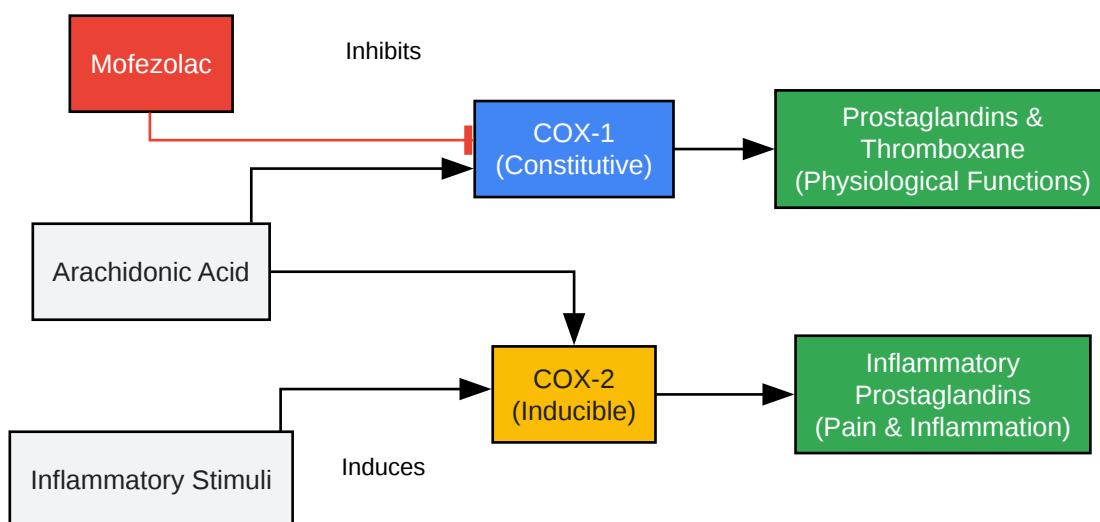 Mofezolac
Inhibits
COX-1
(Constitutive)
Prostaglandins &
Thromboxane
(Physiological Functions)
Arachidonic Acid
COX-2
(Inducible)
Inflammatory
Prostaglandins
(Pain & Inflammation)
Inflammatory Stimuli
Induces